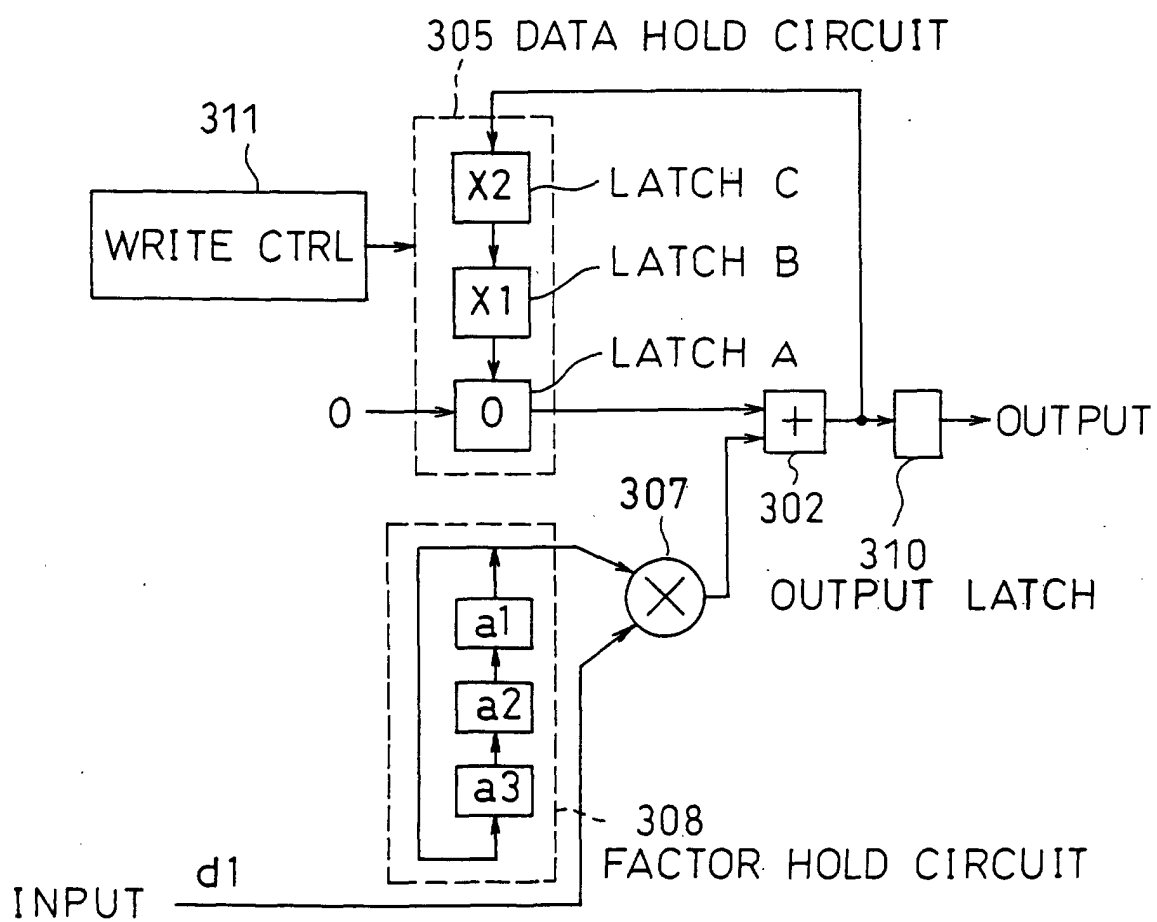 305 DATA HOLD CIRCUIT
311
WRITE CTRL
X2
LATCH C
X1
LATCH B
LATCH A
0
0
+
OUTPUT
302
307
310
OUTPUT LATCH
×
a1
a2
a3
308
FACTOR HOLD CIRCUIT
d1
INPUT